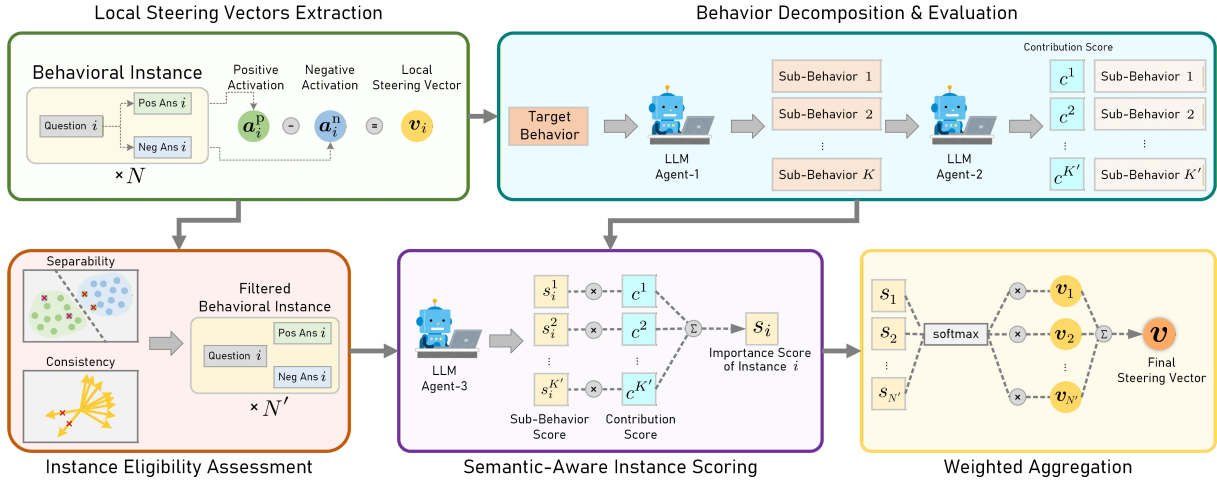 Local Steering Vectors Extraction
Behavioral Instance
Question i
Pos Ans i
Neg Ans i
× N
Positive
Activation
a_i^p
−
Negative
Activation
a_i^n
=
Local
Steering Vector
v_i
Behavior Decomposition & Evaluation
Target
Behavior
LLM
Agent-1
Sub-Behavior 1
Sub-Behavior 2
⋮
Sub-Behavior K
LLM
Agent-2
Contribution Score
c^1 Sub-Behavior 1
c^2 Sub-Behavior 2
⋮ ⋮
c^{K'} Sub-Behavior K'
Separability
Consistency
Filtered
Behavioral Instance
Question i
Pos Ans i
Neg Ans i
× N'
Instance Eligibility Assessment
LLM
Agent-3
s_i^1 × c^1
s_i^2 × c^2
⋮ ⋮
s_i^{K'} × c^{K'}
Sub-Behavior
Score
Contribution
Score
Σ
s_i
Importance Score
of Instance i
Semantic-Aware Instance Scoring
s_1
s_2
⋮
s_{N'}
softmax
× v_1
× v_2
⋮
× v_{N'}
Σ
v
Final
Steering Vector
Weighted Aggregation